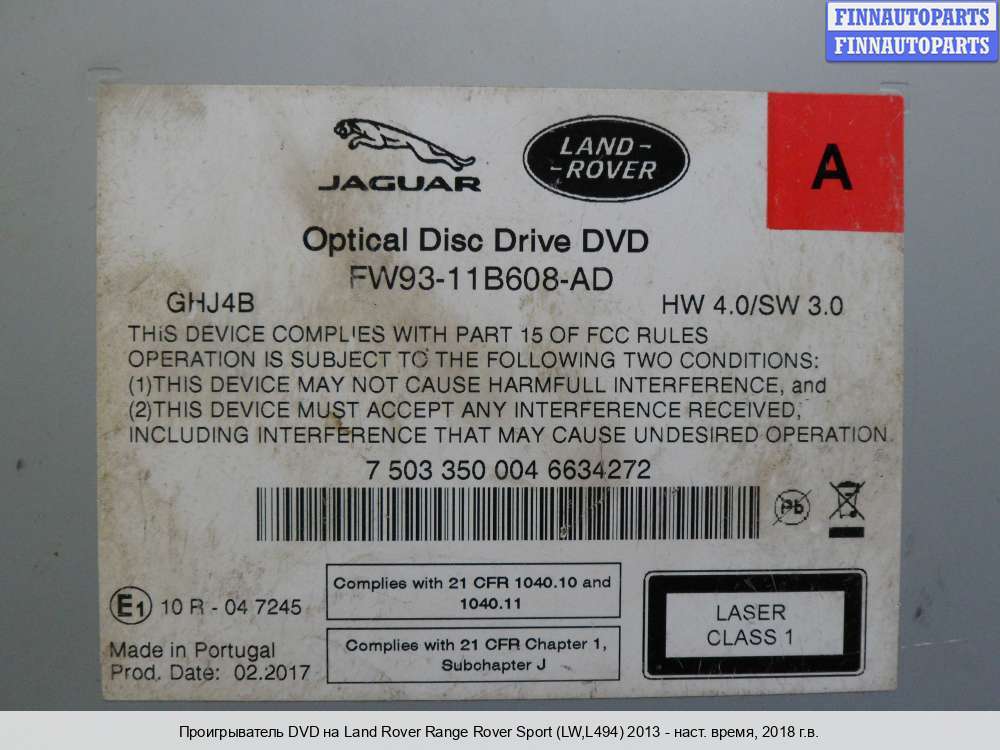 FINNAUTOPARTS
FINNAUTOPARTS
JAGUAR
LAND-
-ROVER
A
Optical Disc Drive DVD
FW93-11B608-AD
GHJ4B HW 4.0/SW 3.0
THIS DEVICE COMPLIES WITH PART 15 OF FCC RULES
OPERATION IS SUBJECT TO THE FOLLOWING TWO CONDITIONS:
(1)THIS DEVICE MAY NOT CAUSE HARMFULL INTERFERENCE, and
(2)THIS DEVICE MUST ACCEPT ANY INTERFERENCE RECEIVED,
INCLUDING INTERFERENCE THAT MAY CAUSE UNDESIRED OPERATION.
7 503 350 004 6634272
Pb
E1 10 R - 04 7245
Complies with 21 CFR 1040.10 and
1040.11
LASER
CLASS 1
Made in Portugal
Prod. Date: 02.2017
Complies with 21 CFR Chapter 1,
Subchapter J
Проигрыватель DVD на Land Rover Range Rover Sport (LW,L494) 2013 - наст. время, 2018 г.в.